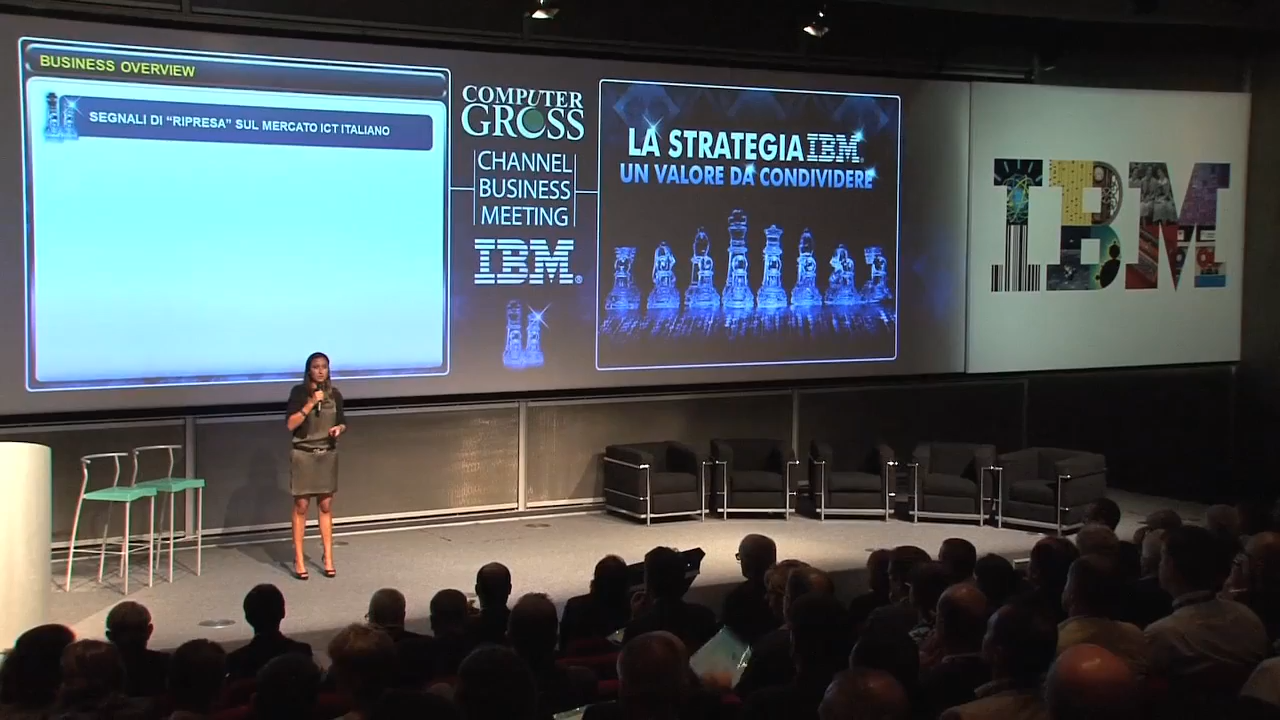 BUSINESS OVERVIEW
SEGNALI DI "RIPRESA" SUL MERCATO ICT ITALIANO
COMPUTER
GROSS
CHANNEL
BUSINESS
MEETING
IBM®
LA STRATEGIA IBM®
UN VALORE DA CONDIVIDERE
IBM